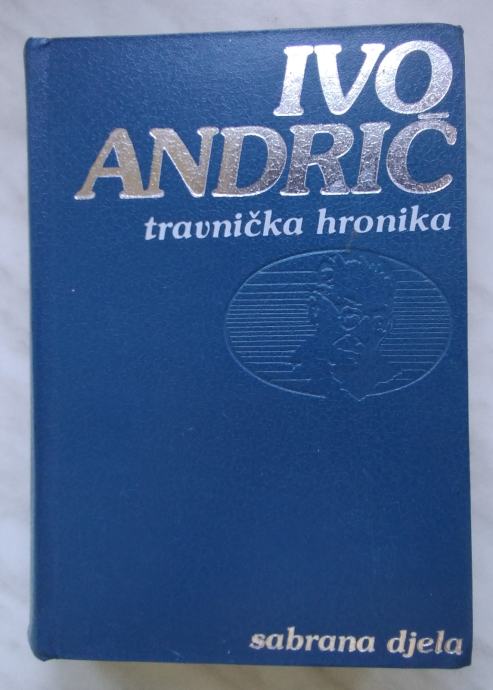 IVO
ANDRIĆ
travnička hronika
sabrana djela